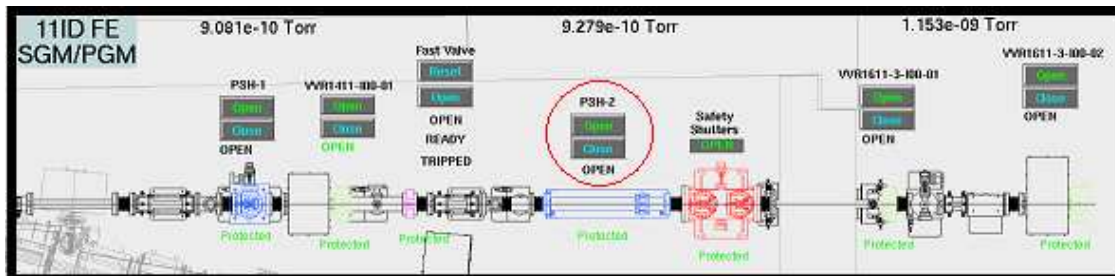 11ID FE
SGM/PGM
9.081e-10 Torr
9.279e-10 Torr
1.153e-09 Torr
PSH-1
Open
Close
OPEN
VVR1411-I00-01
Open
Close
OPEN
Fast Valve
Reset
Open
OPEN
READY
TRIPPED
PSH-2
Open
Close
OPEN
Safety
Shutters
OPEN
VVR1611-3-I00-01
Open
Close
OPEN
VVR1611-3-I00-02
Open
Close
OPEN
Protected
Protected
Protected
Protected
Protected
Protected